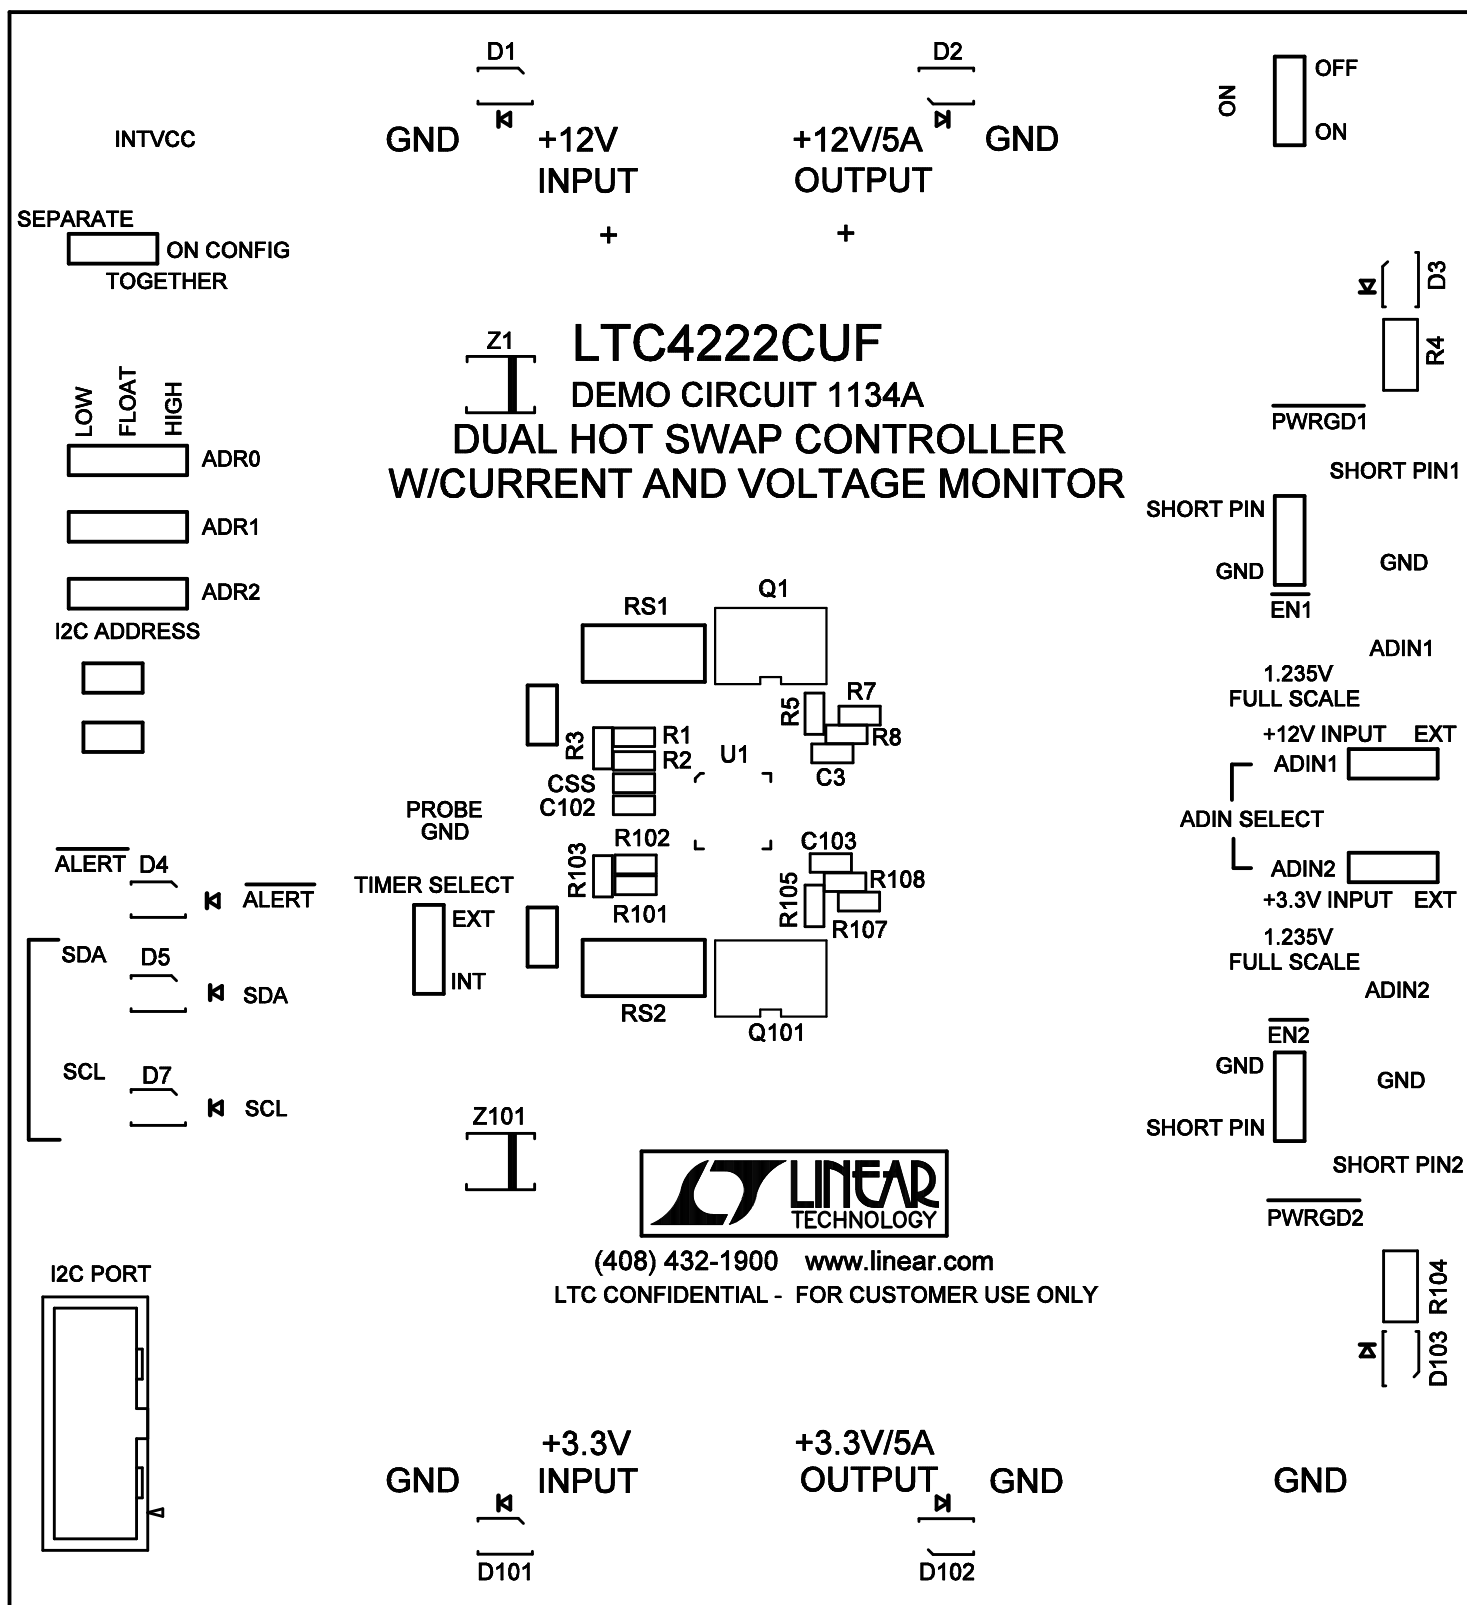 D1
D2
OFF
ON
ON
INTVCC
GND
+12V
INPUT
+12V/5A
OUTPUT
GND
SEPARATE
ON CONFIG
TOGETHER
+
+
D3
R4
Z1
LTC4222CUF
DEMO CIRCUIT 1134A
DUAL HOT SWAP CONTROLLER
W/CURRENT AND VOLTAGE MONITOR
LOW
FLOAT
HIGH
ADR0
ADR1
ADR2
I2C ADDRESS
PWRGD1
SHORT PIN1
SHORT PIN
GND
GND
EN1
ADIN1
1.235V
FULL SCALE
+12V INPUT
EXT
ADIN1
ADIN SELECT
ADIN2
+3.3V INPUT
EXT
1.235V
FULL SCALE
ADIN2
EN2
GND
GND
SHORT PIN
SHORT PIN2
PWRGD2
RS1
Q1
R5
R7
R8
C3
R3
R1
R2
U1
CSS
C102
PROBE
GND
R102
R103
R101
C103
R105
R108
R107
TIMER SELECT
EXT
INT
RS2
Q101
ALERT
D4
ALERT
SDA
D5
SDA
SCL
D7
SCL
Z101
LINEAR
TECHNOLOGY
(408) 432-1900 www.linear.com
LTC CONFIDENTIAL - FOR CUSTOMER USE ONLY
I2C PORT
R104
D103
GND
+3.3V
INPUT
+3.3V/5A
OUTPUT
GND
GND
D101
D102